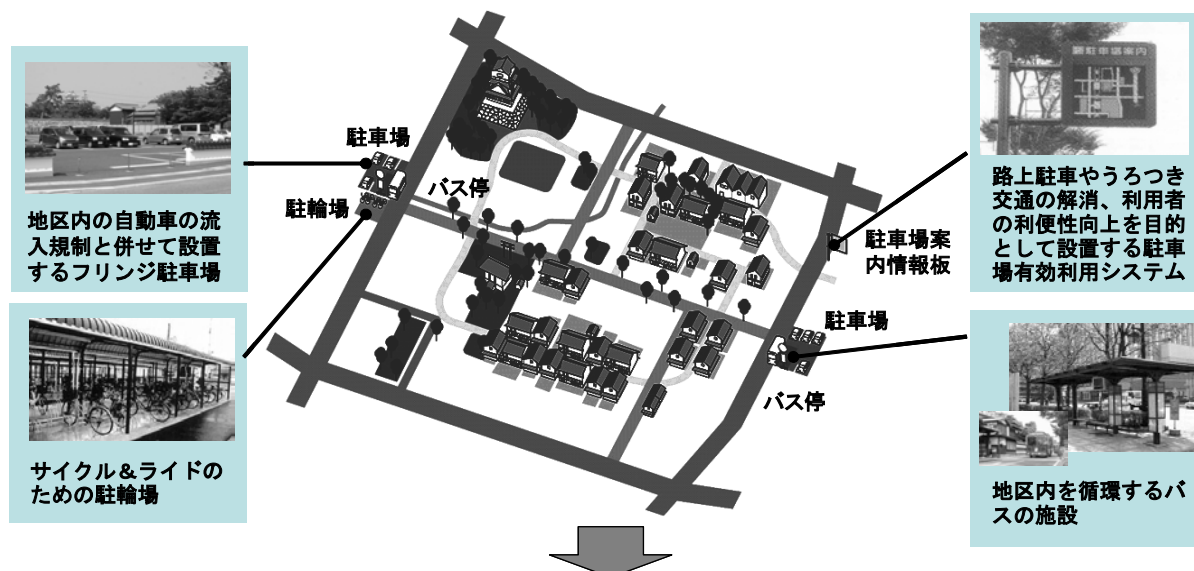 地区内の自動車の流
入規制と併せて設置
するフリンジ駐車場
サイクル＆ライドの
ための駐輪場
駐車場
バス停
駐輪場
駐車場案
内情報板
駐車場
バス停
駐車場案内
路上駐車やうろつき
交通の解消、利用者
の利便性向上を目的
として設置する駐車
場有効利用システム
地区内を循環するバ
スの施設